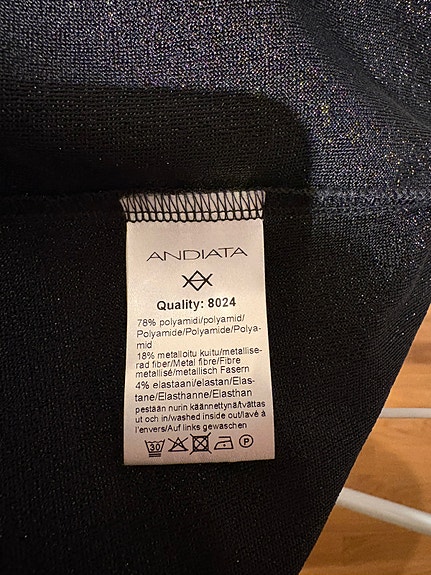 ANDIATA
Quality: 8024
78% polyamidi/polyamid/
Polyamide/Polyamide/Polya-
mid
18% metalloitu kuitu/metallise-
rad fiber/Metal fibre/Fibre
metallisé/metallisch Fasern
4% elastaani/elastan/Elas-
tane/Elasthanne/Elasthan
pestään nurin käännettynä/tvättas
ut och in/washed inside out/lavé à
l'envers/Auf links gewaschen
30 P